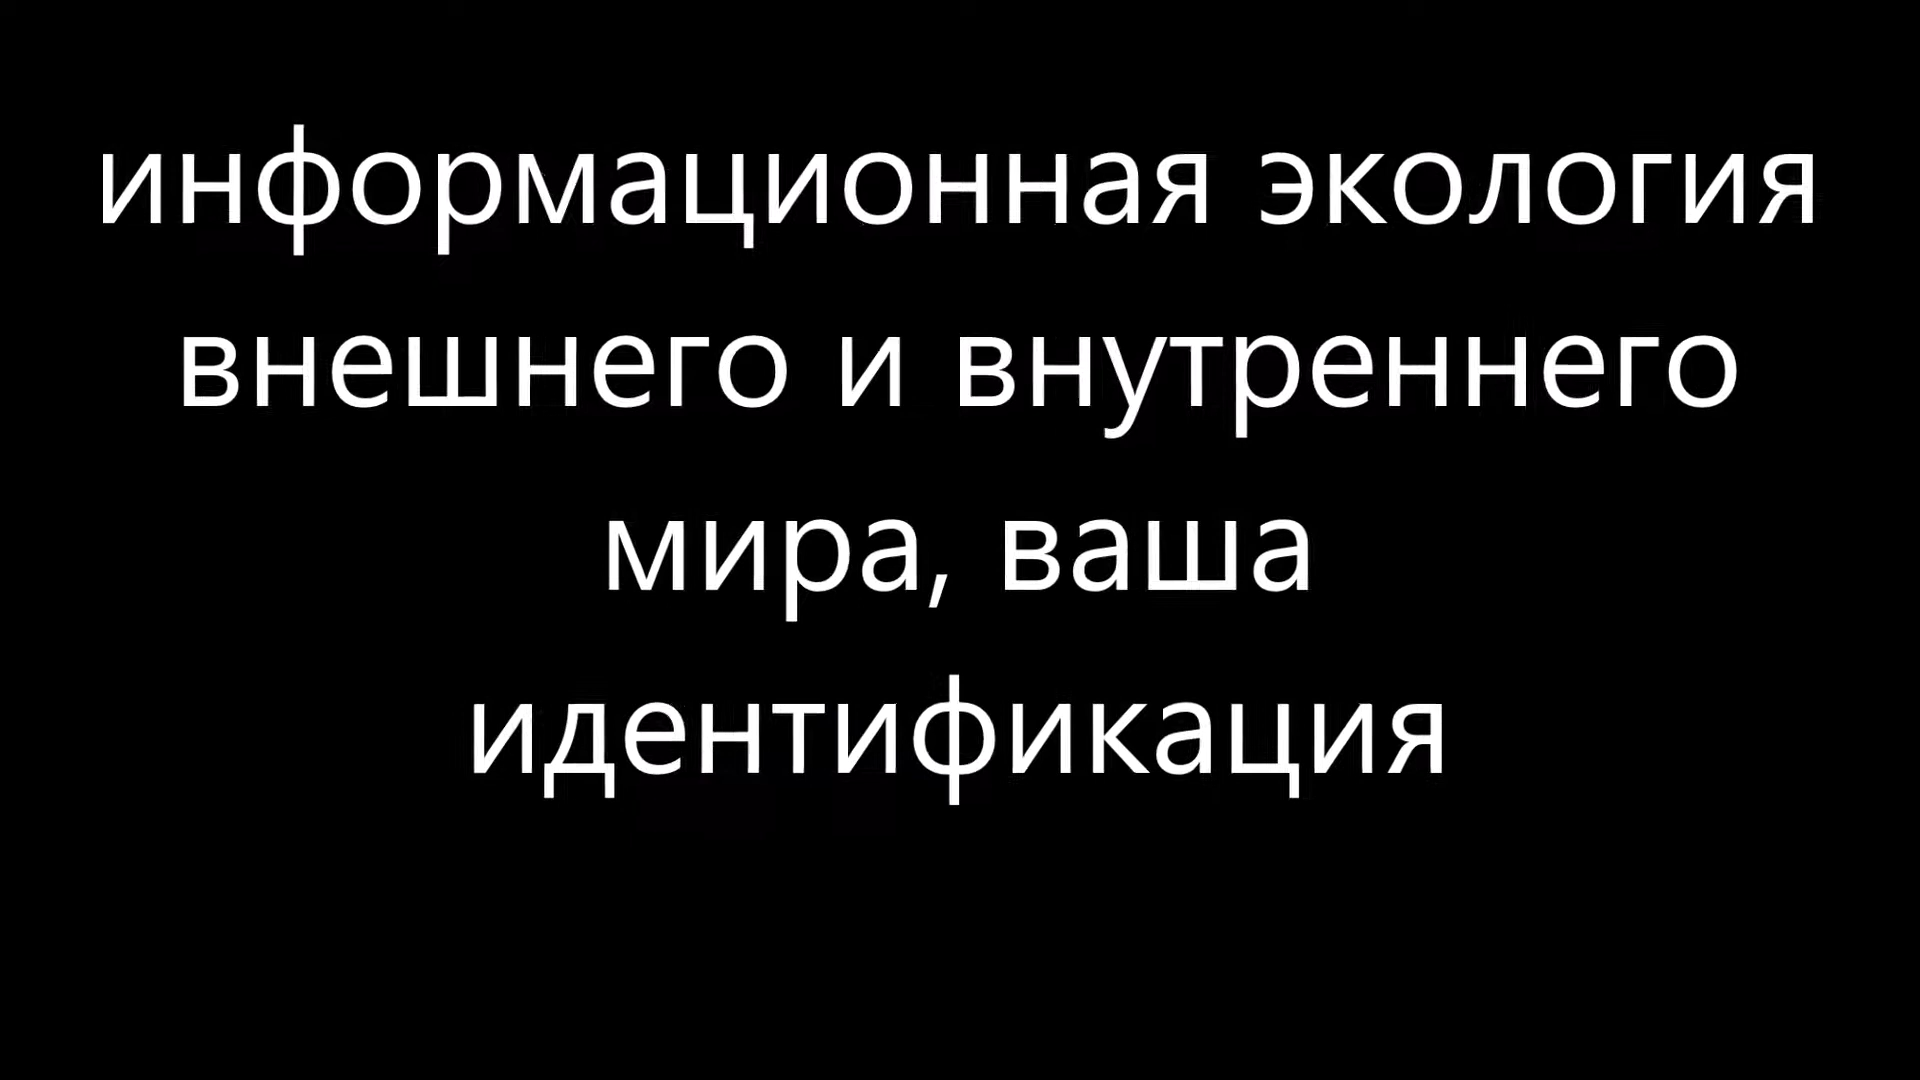 информационная экология
внешнего и внутреннего
мира, ваша
идентификация